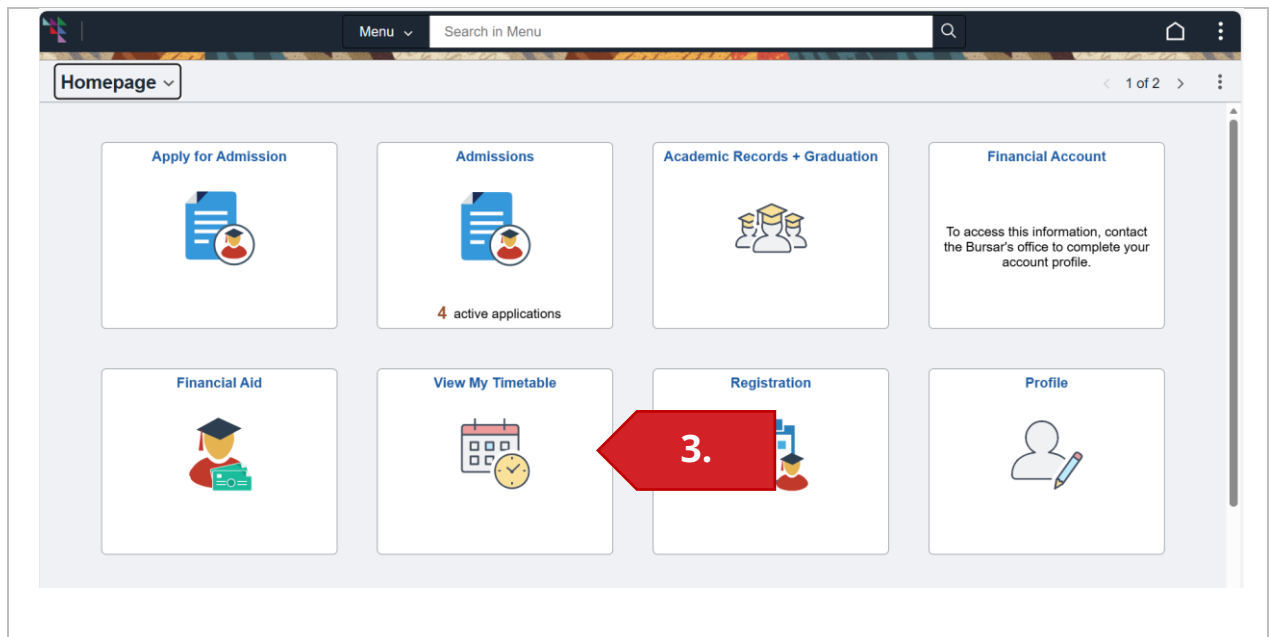 Menu
Search in Menu
Homepage
1 of 2
Apply for Admission
Admissions
4 active applications
Academic Records + Graduation
Financial Account
To access this information, contact
the Bursar's office to complete your
account profile.
Financial Aid
View My Timetable
3.
Registration
Profile